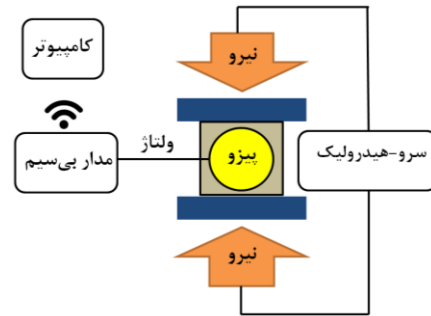 کامپیوتر
نیرو
مدار بی‌سیم
ولتاژ
پیزو
سرو-هیدرولیک
نیرو